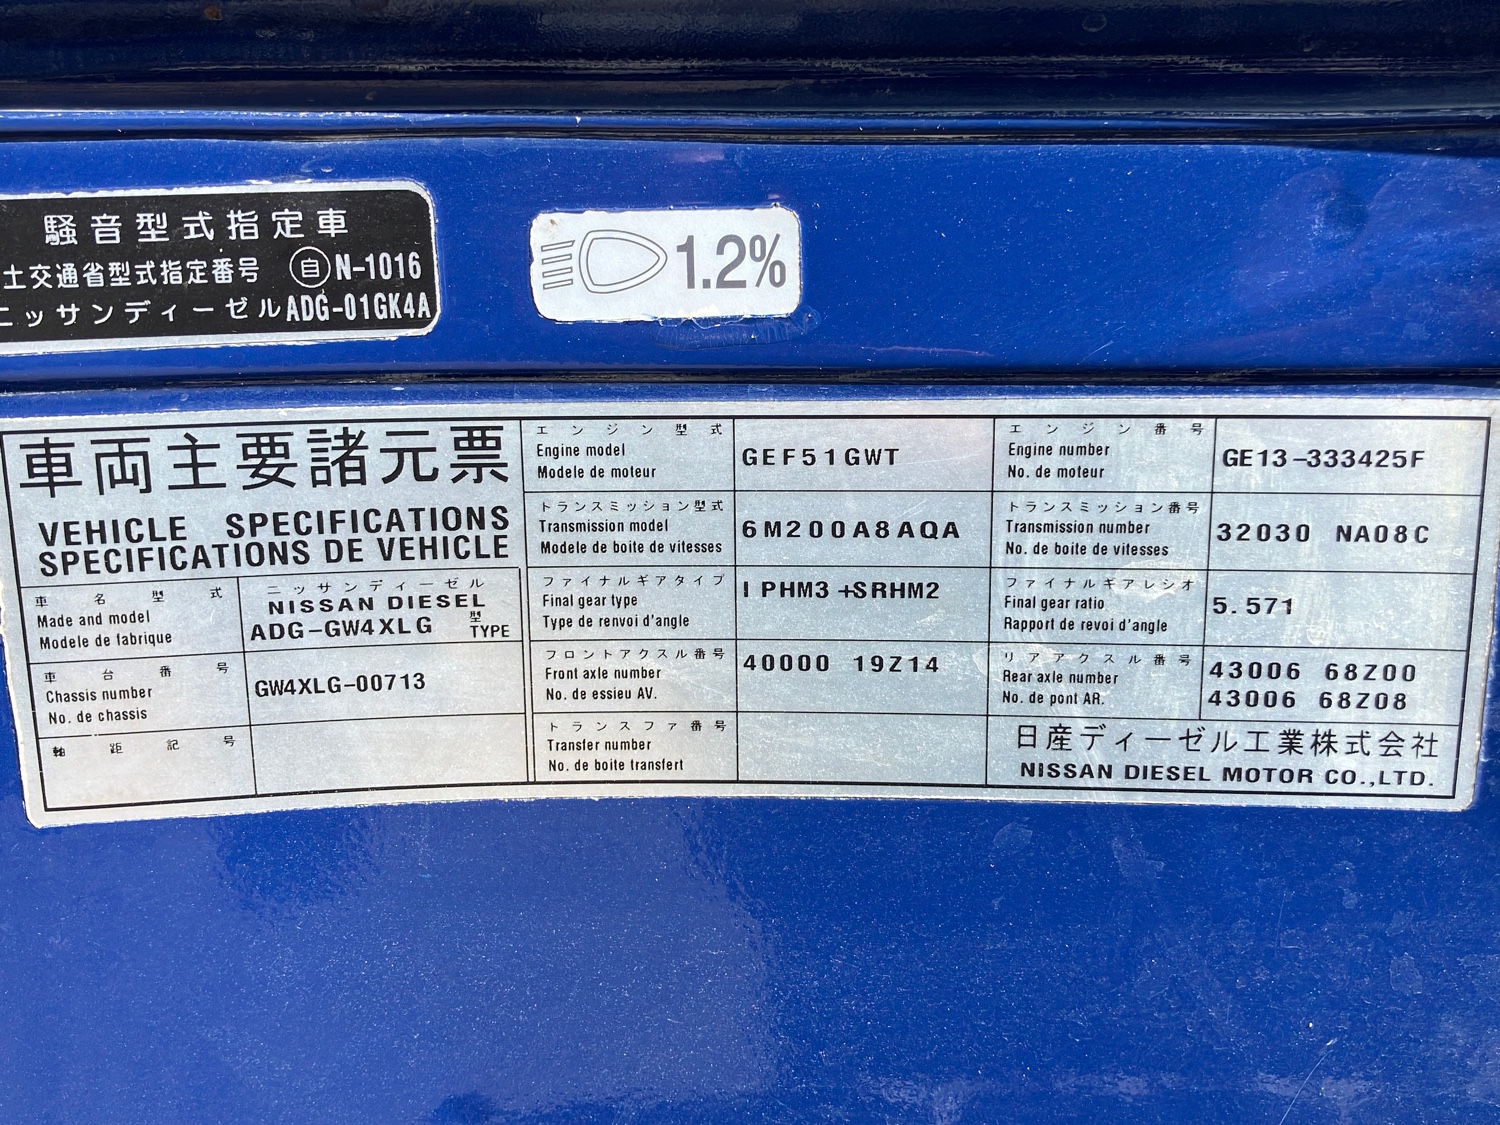 騒音型式指定車
土交通省型式指定番号 自 N-1016
ニッサンディーゼル ADG-01GK4A
1.2%
車両主要諸元票
VEHICLE SPECIFICATIONS
SPECIFICATIONS DE VEHICLE
車名型式
Made and model
Modele de fabrique
ニッサンディーゼル
NISSAN DIESEL
ADG-GW4XLG 型
TYPE
車台番号
Chassis number
No. de chassis
GW4XLG-00713
軸距記号
エンジン型式
Engine model
Modele de moteur
GEF51GWT
エンジン番号
Engine number
No. de moteur
GE13-333425F
トランスミッション型式
Transmission model
Modele de boite de vitesses
6M200A8AQA
トランスミッション番号
Transmission number
No. de boite de vitesses
32030 NA08C
ファイナルギアタイプ
Final gear type
Type de renvoi d'angle
I PHM3+SRHM2
ファイナルギアレシオ
Final gear ratio
Rapport de revoi d'angle
5.571
フロントアクスル番号
Front axle number
No. de essieu AV.
40000 19Z14
リアアクスル番号
Rear axle number
No. de pont AR.
43006 68Z00
43006 68Z08
トランスファ番号
Transfer number
No. de boite transfert
日産ディーゼル工業株式会社
NISSAN DIESEL MOTOR CO.,LTD.